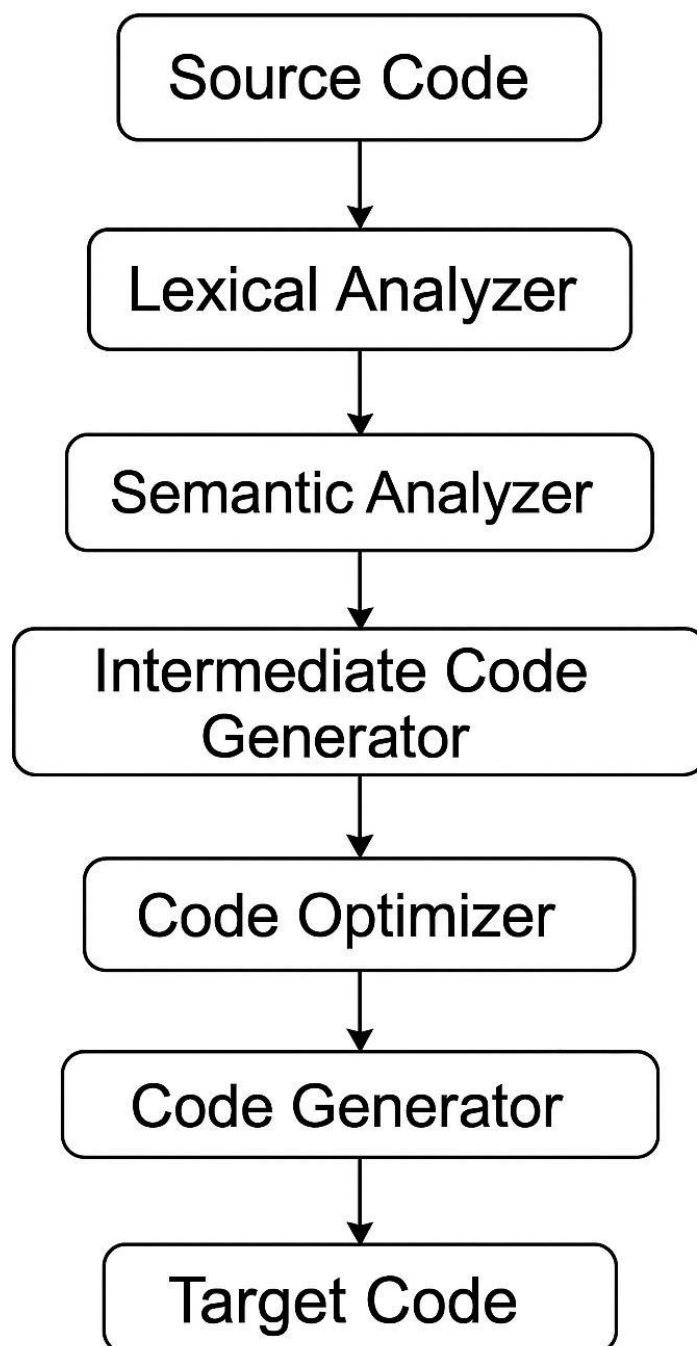 Source Code
Lexical Analyzer
Semantic Analyzer
Intermediate Code
Generator
Code Optimizer
Code Generator
Target Code